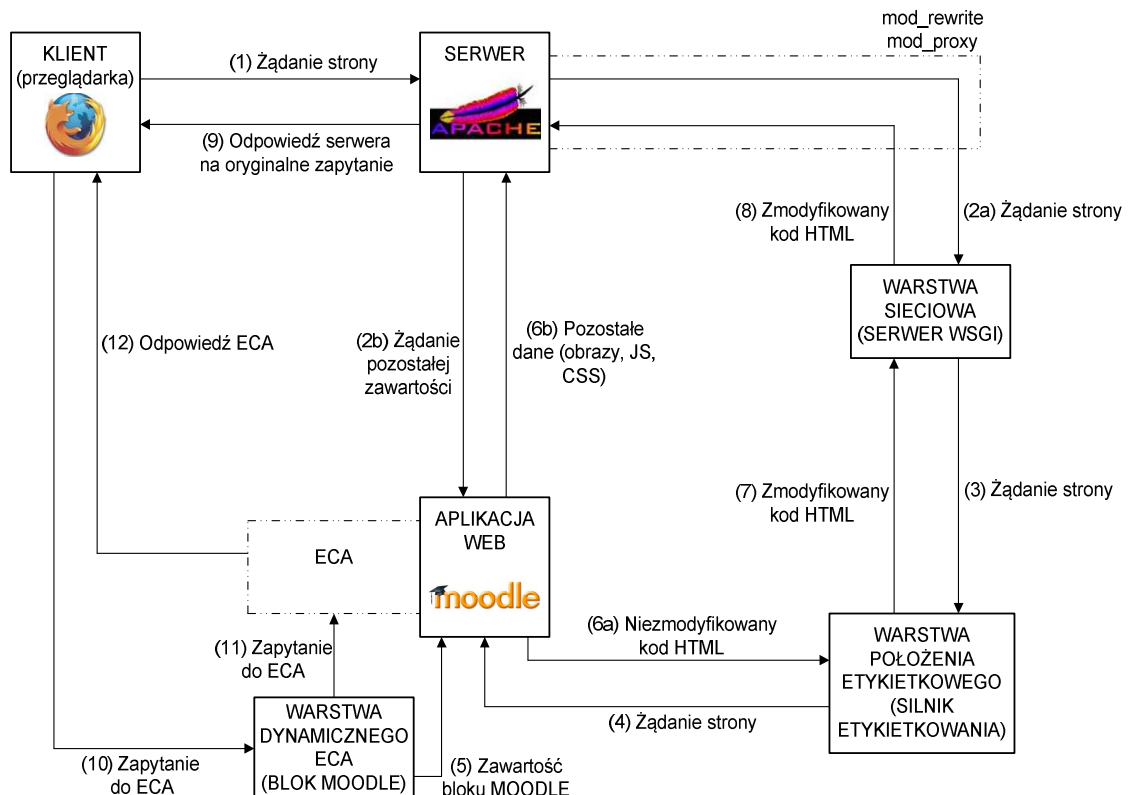 mod_rewrite
mod_proxy
KLIENT
(przeglądarka)
(1) Żądanie strony
SERWER
APACHE
(9) Odpowiedź serwera
na oryginalne zapytanie
(8) Zmodyfikowany
kod HTML
(2a) Żądanie strony
WARSTWA
SIECIOWA
(SERWER WSGI)
(12) Odpowiedź ECA
(2b) Żądanie
pozostałej
zawartości
(6b) Pozostałe
dane (obrazy, JS,
CSS)
(7) Zmodyfikowany
kod HTML
(3) Żądanie strony
APLIKACJA
WEB
moodle
ECA
(6a) Niezmodyfikowany
kod HTML
WARSTWA
POŁOŻENIA
ETYKIETKOWEGO
(SILNIK
ETYKIETKOWANIA)
(11) Zapytanie
do ECA
(4) Żądanie strony
WARSTWA
DYNAMICZNEGO
ECA
(BLOK MOODLE)
(10) Zapytanie
do ECA
(5) Zawartość
bloku MOODLE